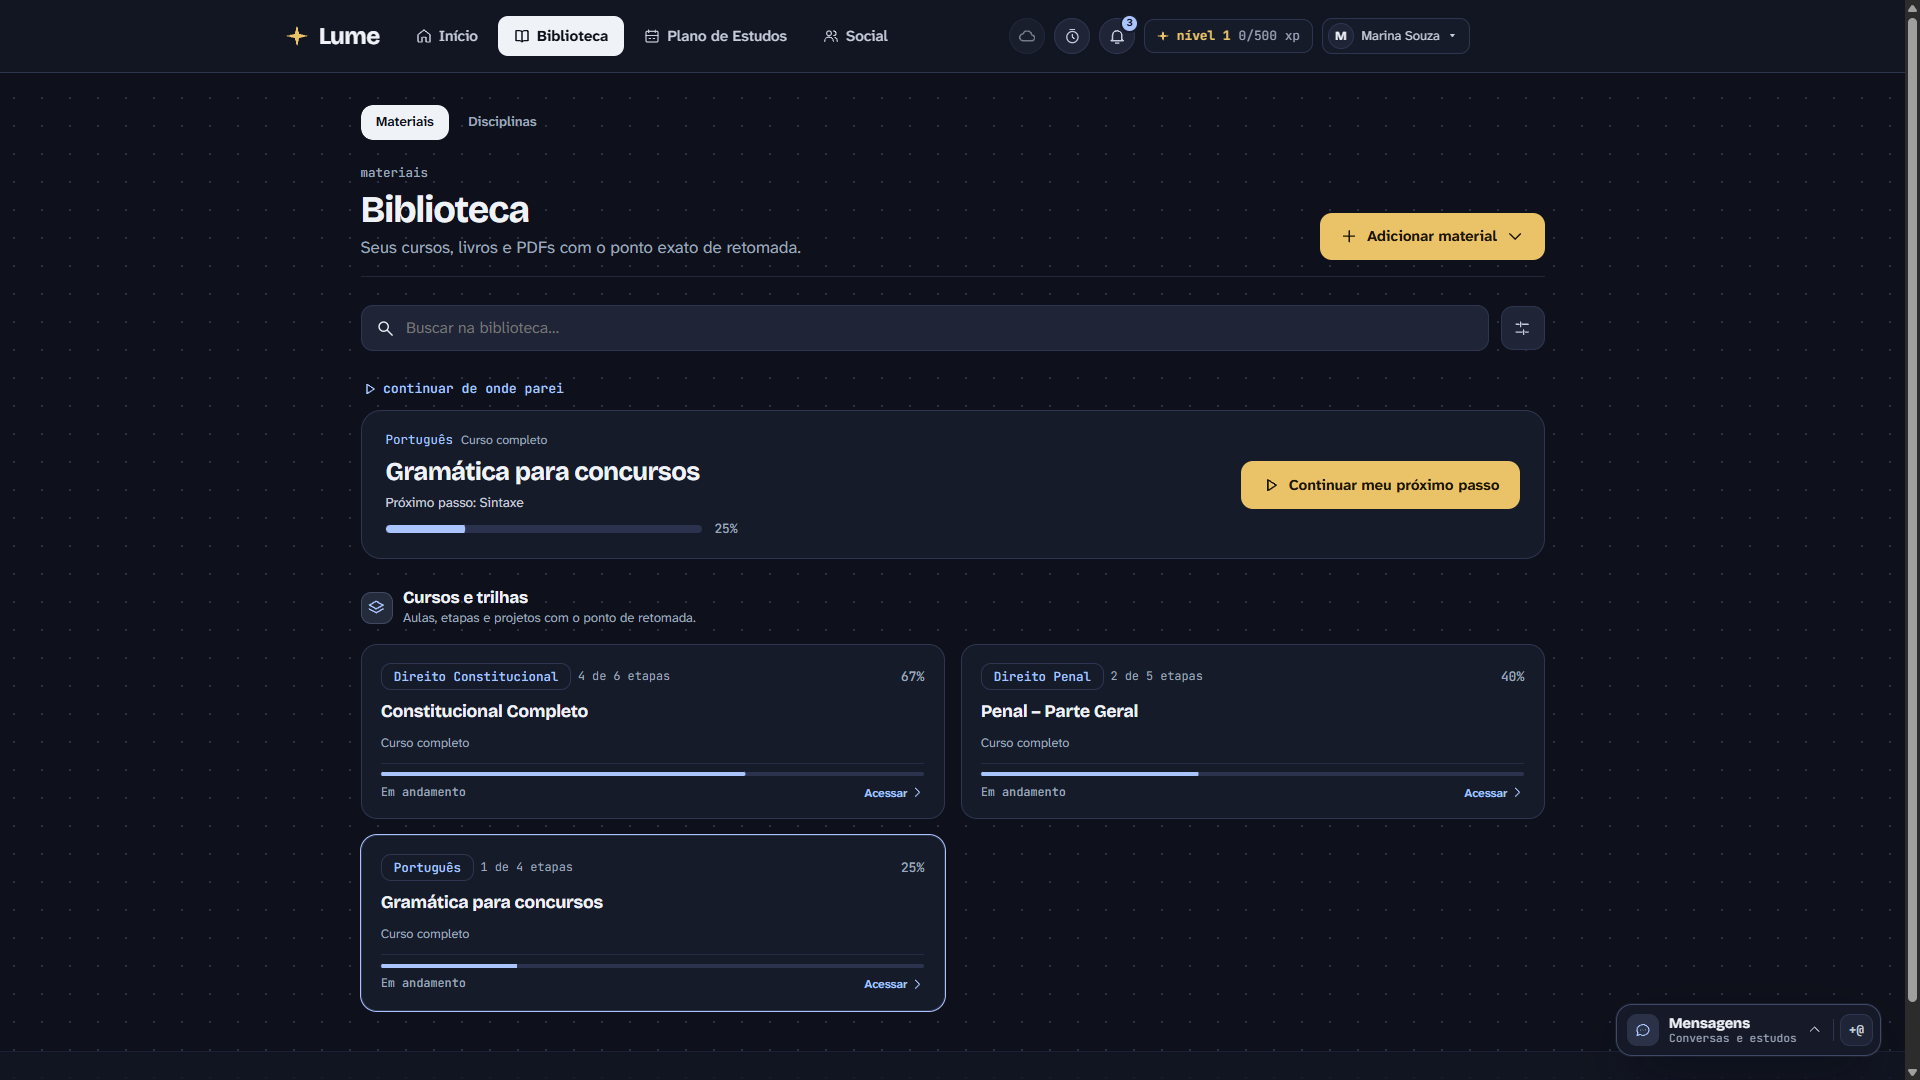 Lume
Início
Biblioteca
Plano de Estudos
Social
3
nível 1 0/500 xp
M
Marina Souza
Materiais
Disciplinas
materiais
Biblioteca
Seus cursos, livros e PDFs com o ponto exato de retomada.
Adicionar material
Buscar na biblioteca...
continuar de onde parei
Português Curso completo
Gramática para concursos
Próximo passo: Sintaxe
25%
Continuar meu próximo passo
Cursos e trilhas
Aulas, etapas e projetos com o ponto de retomada.
Direito Constitucional 4 de 6 etapas 67%
Constitucional Completo
Curso completo
Em andamento
Acessar
Direito Penal 2 de 5 etapas 40%
Penal – Parte Geral
Curso completo
Em andamento
Acessar
Português 1 de 4 etapas 25%
Gramática para concursos
Curso completo
Em andamento
Acessar
Mensagens
Conversas e estudos
+@